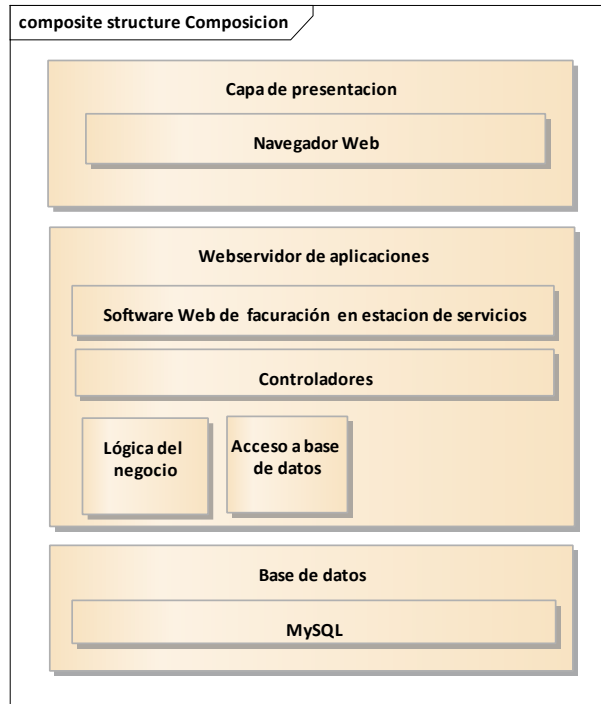 composite structure Composicion
Capa de presentacion
Navegador Web
Webservidor de aplicaciones
Software Web de facuración en estacion de servicios
Controladores
Lógica del
negocio
Acceso a base
de datos
Base de datos
MySQL